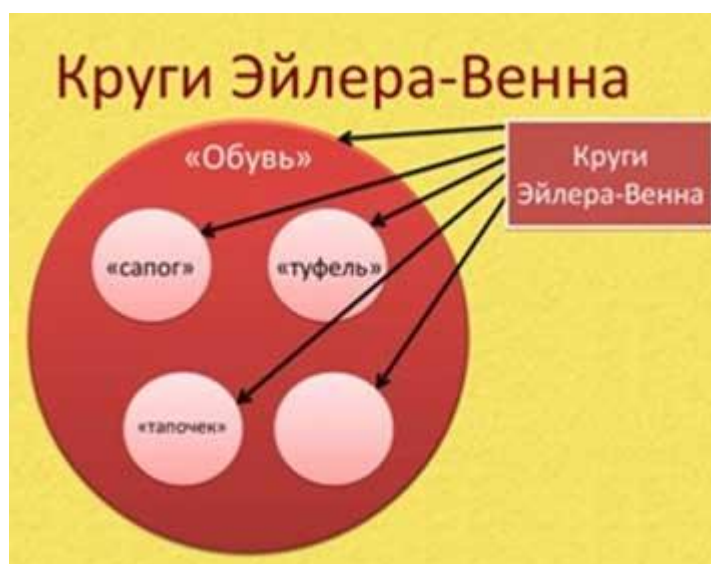 Круги Эйлера-Венна
«Обувь»
Круги
Эйлера-Венна
«сапог»
«туфель»
«тапочек»